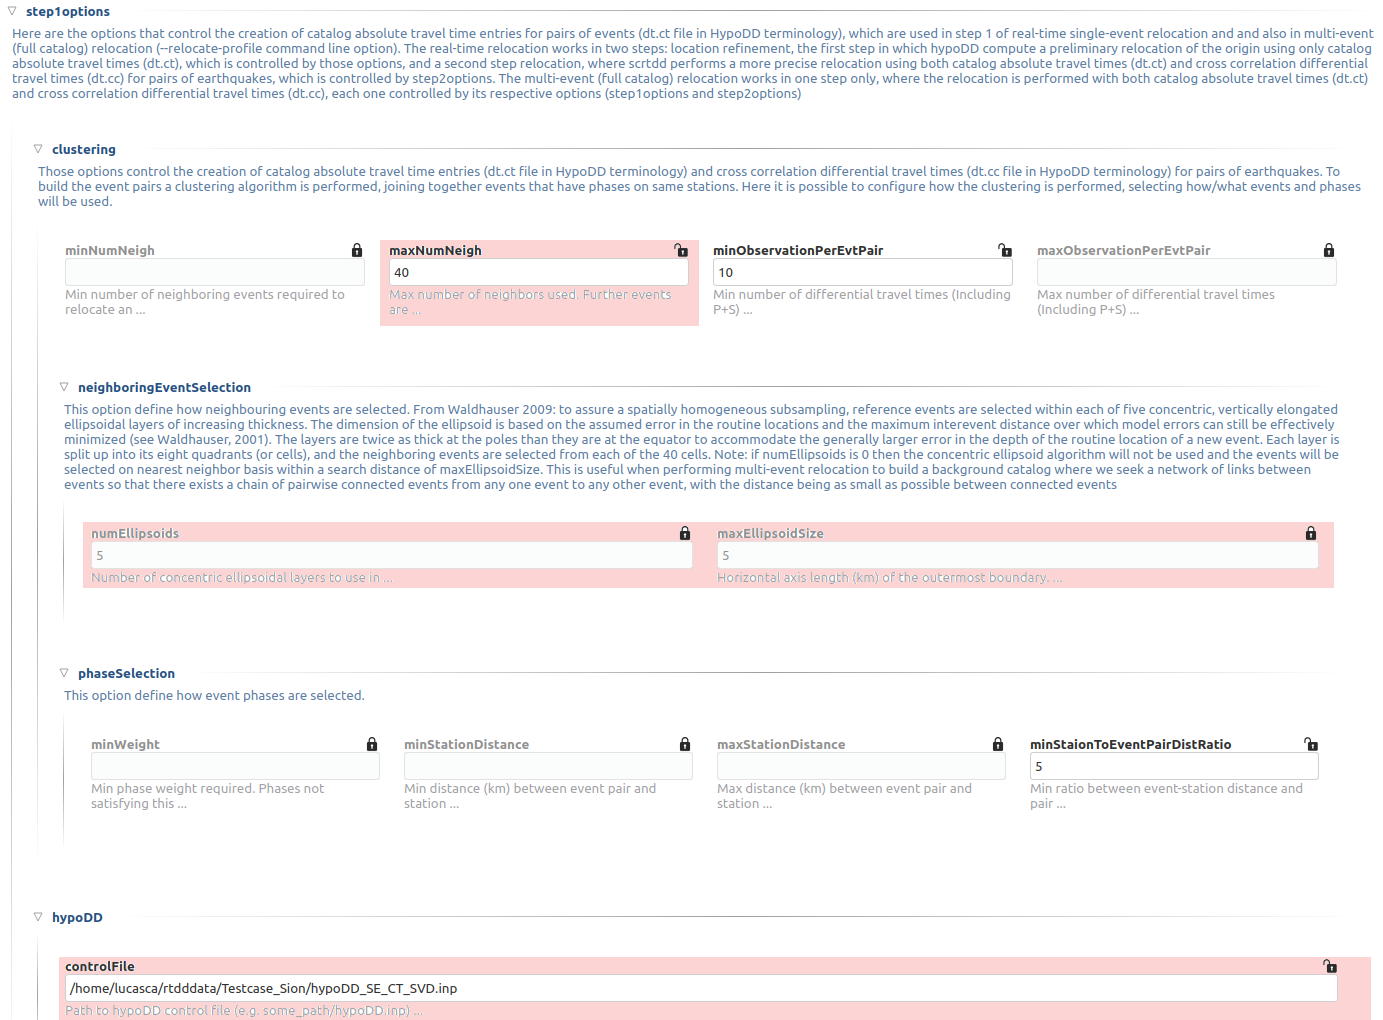 step1options
Here are the options that control the creation of catalog absolute travel time entries for pairs of events (dt.ct file in HypoDD terminology), which are used in step 1 of real-time single-event relocation and and also in multi-event
(full catalog) relocation (--relocate-profile command line option). The real-time relocation works in two steps: location refinement, the first step in which hypoDD compute a preliminary relocation of the origin using only catalog
absolute travel times (dt.ct), which is controlled by those options, and a second step relocation, where scrtdd performs a more precise relocation using both catalog absolute travel times (dt.ct) and cross correlation differential
travel times (dt.cc) for pairs of earthquakes, which is controlled by step2options. The multi-event (full catalog) relocation works in one step only, where the relocation is performed with both catalog absolute travel times (dt.ct)
and cross correlation differential travel times (dt.cc), each one controlled by its respective options (step1options and step2options)
clustering
Those options control the creation of catalog absolute travel time entries (dt.ct file in HypoDD terminology) and cross correlation differential travel times (dt.cc file in HypoDD terminology) for pairs of earthquakes. To
build the event pairs a clustering algorithm is performed, joining together events that have phases on same stations. Here it is possible to configure how the clustering is performed, selecting how/what events and phases
will be used.
minNumNeigh
Min number of neighboring events required to
relocate an ...
maxNumNeigh
40
Max number of neighbors used. Further events
are ...
minObservationPerEvtPair
10
Min number of differential travel times (Including
P+S) ...
maxObservationPerEvtPair
Max number of differential travel times
(Including P+S) ...
neighboringEventSelection
This option define how neighbouring events are selected. From Waldhauser 2009: to assure a spatially homogeneous subsampling, reference events are selected within each of five concentric, vertically elongated
ellipsoidal layers of increasing thickness. The dimension of the ellipsoid is based on the assumed error in the routine locations and the maximum interevent distance over which model errors can still be effectively
minimized (see Waldhauser, 2001). The layers are twice as thick at the poles than they are at the equator to accommodate the generally larger error in the depth of the routine location of a new event. Each layer is
split up into its eight quadrants (or cells), and the neighboring events are selected from each of the 40 cells. Note: if numEllipsoids is 0 then the concentric ellipsoid algorithm will not be used and the events will be
selected on nearest neighbor basis within a search distance of maxEllipsoidSize. This is useful when performing multi-event relocation to build a background catalog where we seek a network of links between
events so that there exists a chain of pairwise connected events from any one event to any other event, with the distance being as small as possible between connected events
numEllipsoids
5
Number of concentric ellipsoidal layers to use in ...
maxEllipsoidSize
5
Horizontal axis length (km) of the outermost boundary. ...
phaseSelection
This option define how event phases are selected.
minWeight
Min phase weight required. Phases not
satisfying this ...
minStationDistance
Min distance (km) between event pair and
station ...
maxStationDistance
Max distance (km) between event pair and
station ...
minStaionToEventPairDistRatio
5
Min ratio between event-station distance and
pair ...
hypoDD
controlFile
/home/lucasca/rtdddata/Testcase_Sion/hypoDD_SE_CT_SVD.inp
Path to hypoDD control file (e.g. some_path/hypoDD.inp) ...